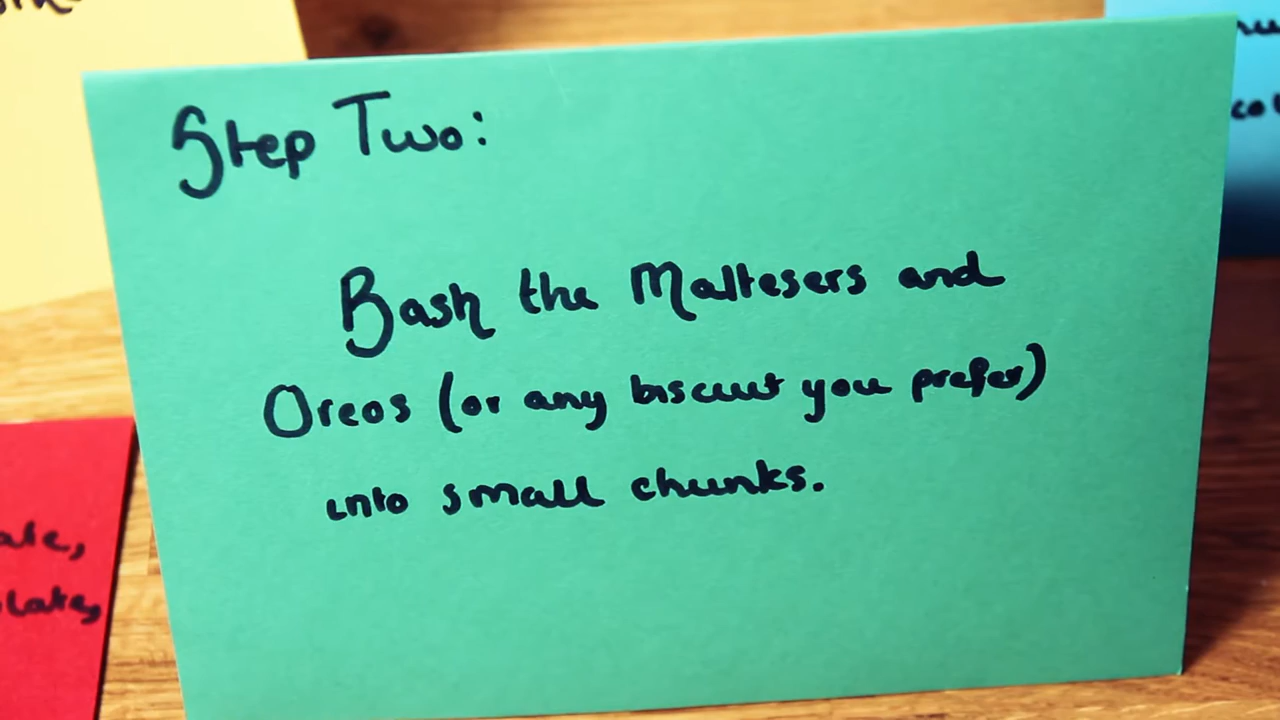 Step Two:
Bash the Maltesers and
Oreos (or any biscuit you prefer)
into small chunks.